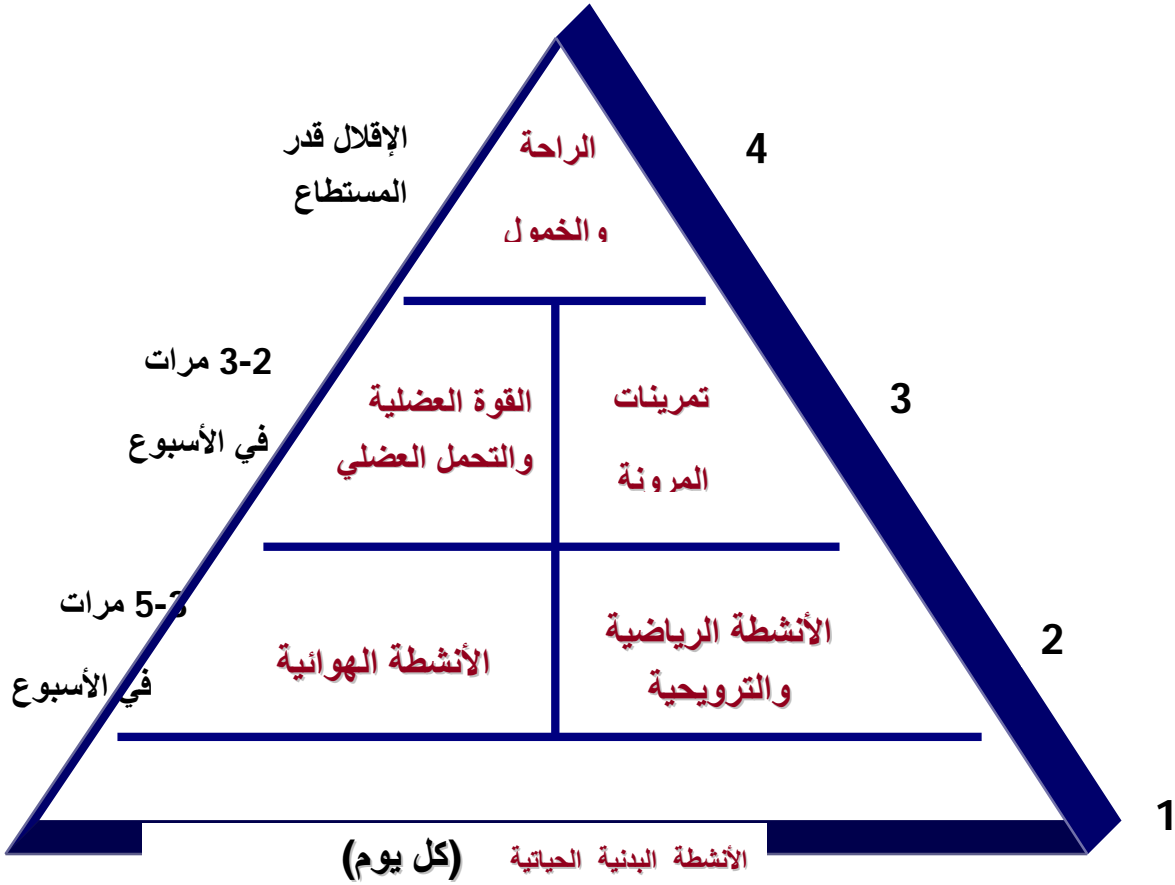 4
الراحة
والخمول
الإقلال قدر
المستطاع
3
تمرينات
المرونة
القوة العضلية
والتحمل العضلي
2-3 مرات
في الأسبوع
2
الأنشطة الرياضية
والترويحية
الأنشطة الهوائية
3-5 مرات
في الأسبوع
1
الأنشطة البدنية الحياتية (كل يوم)